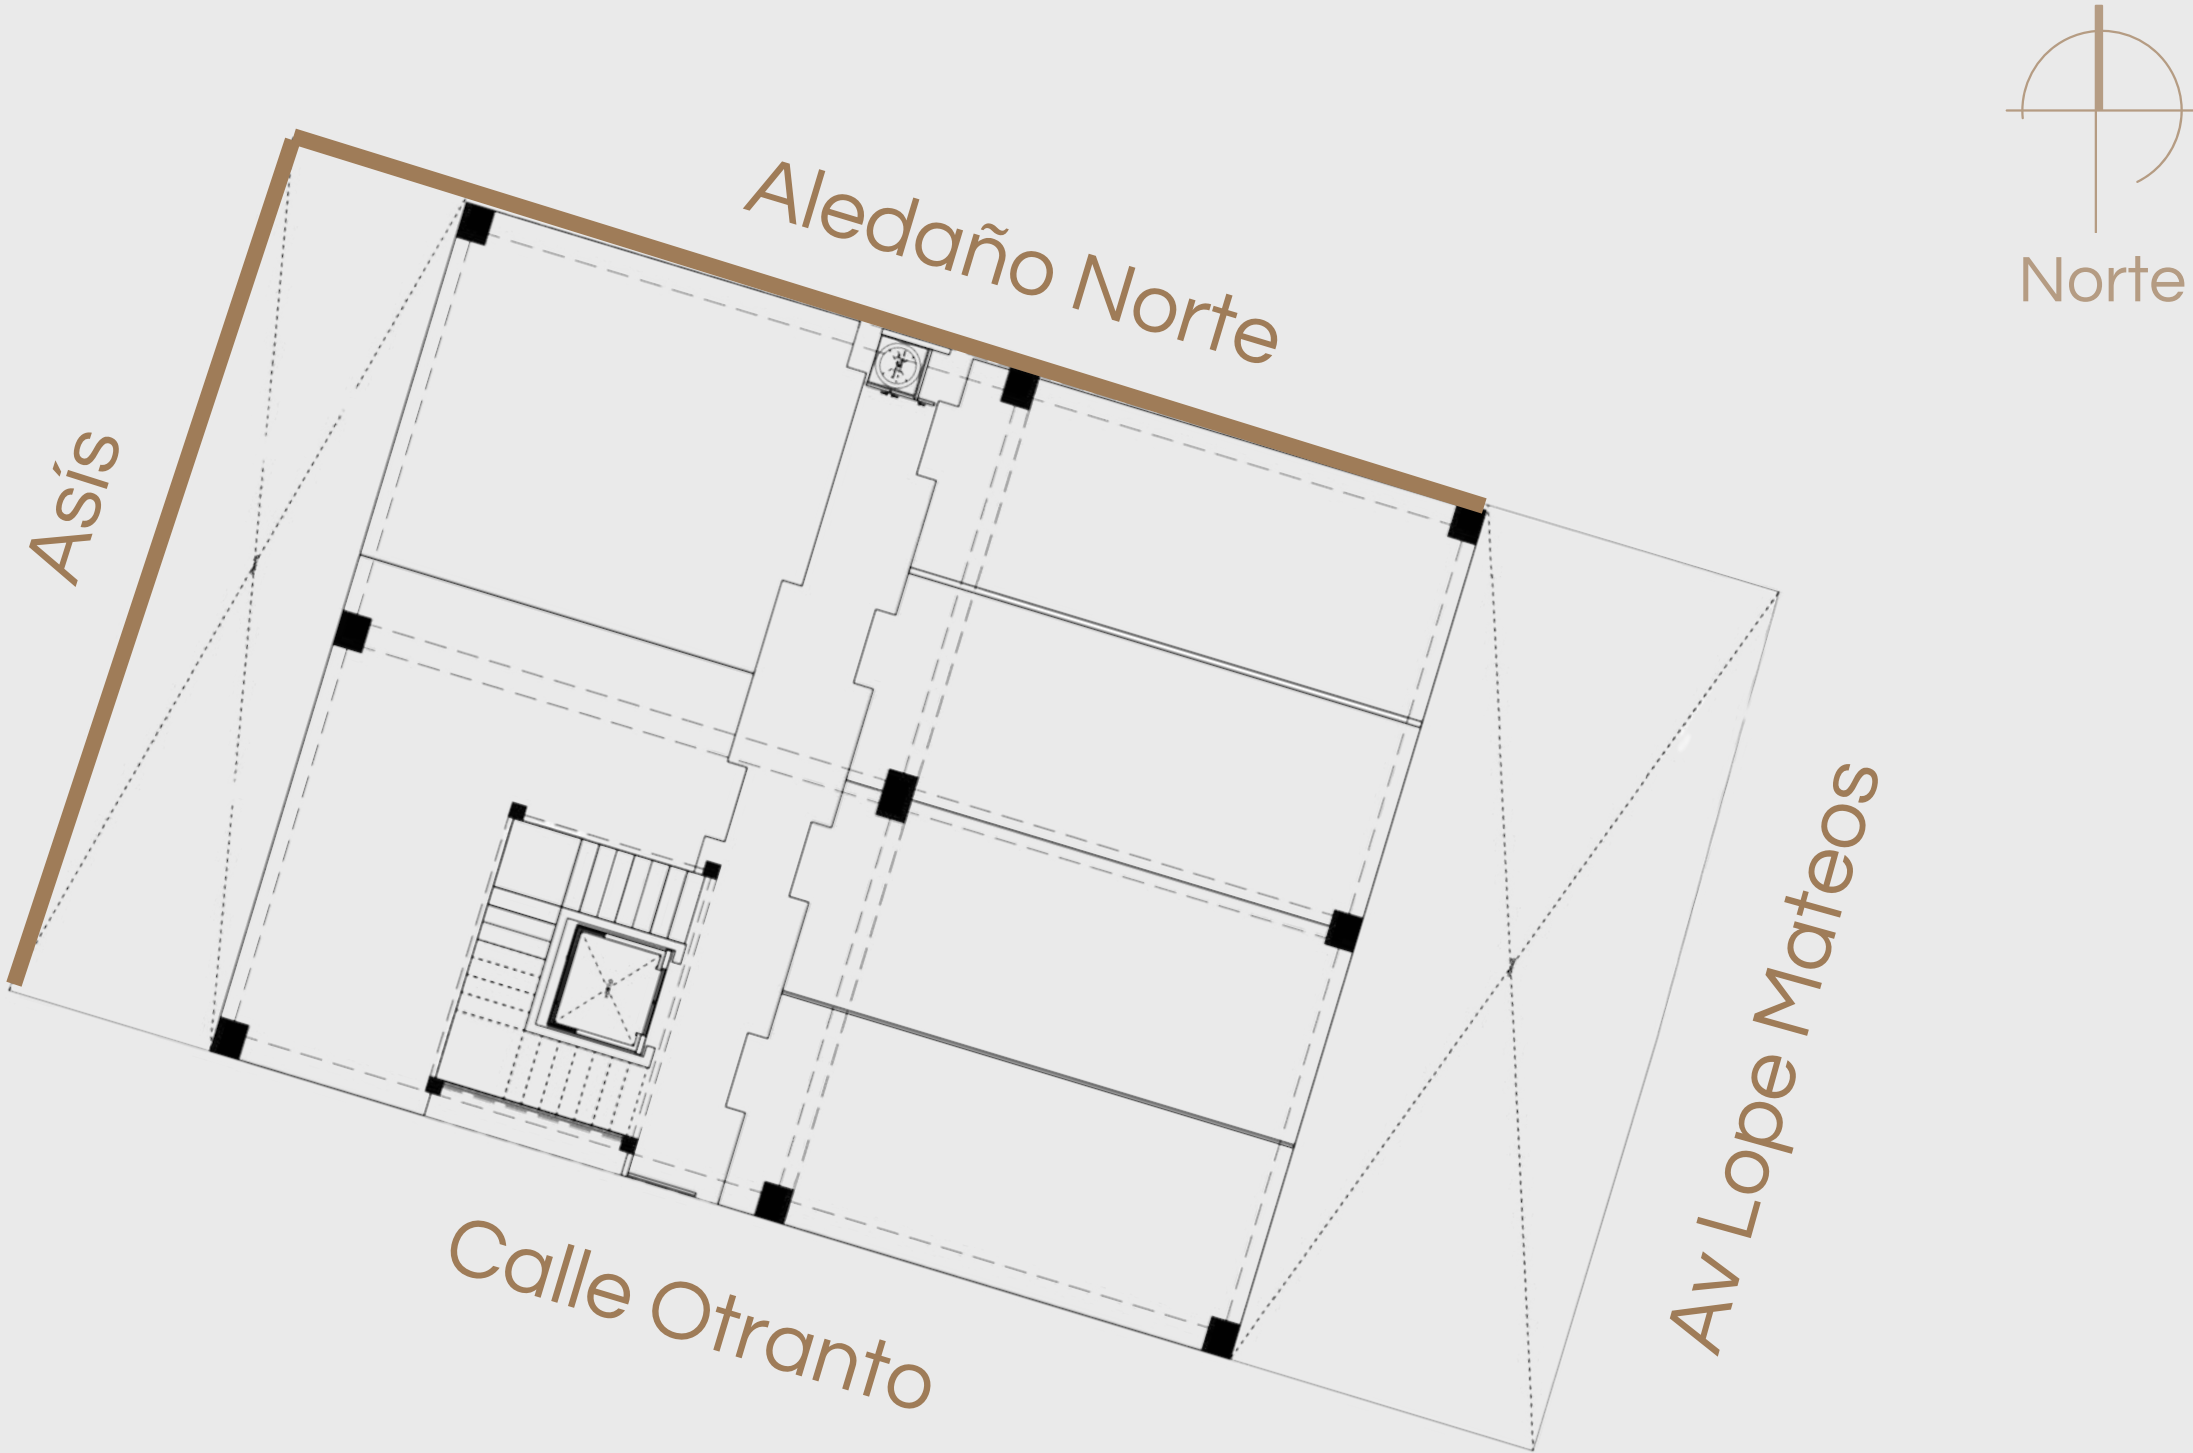 Norte
Aledaño Norte
Asís
Av Lope Mateos
Calle Otranto